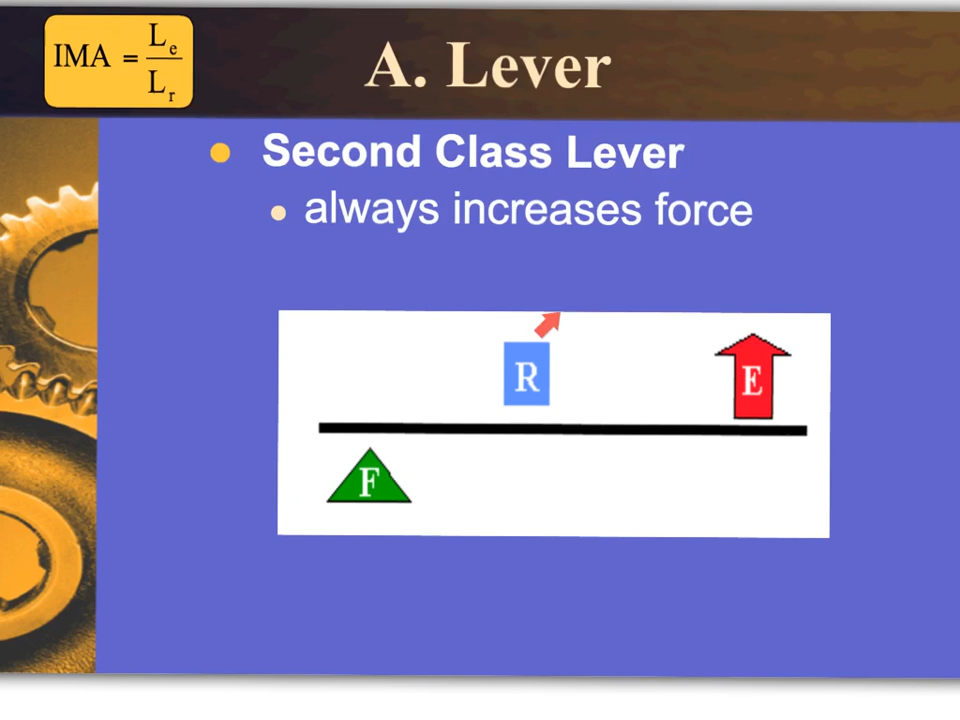 IMA = Le/Lr
A. Lever
Second Class Lever
always increases force
R
E
F